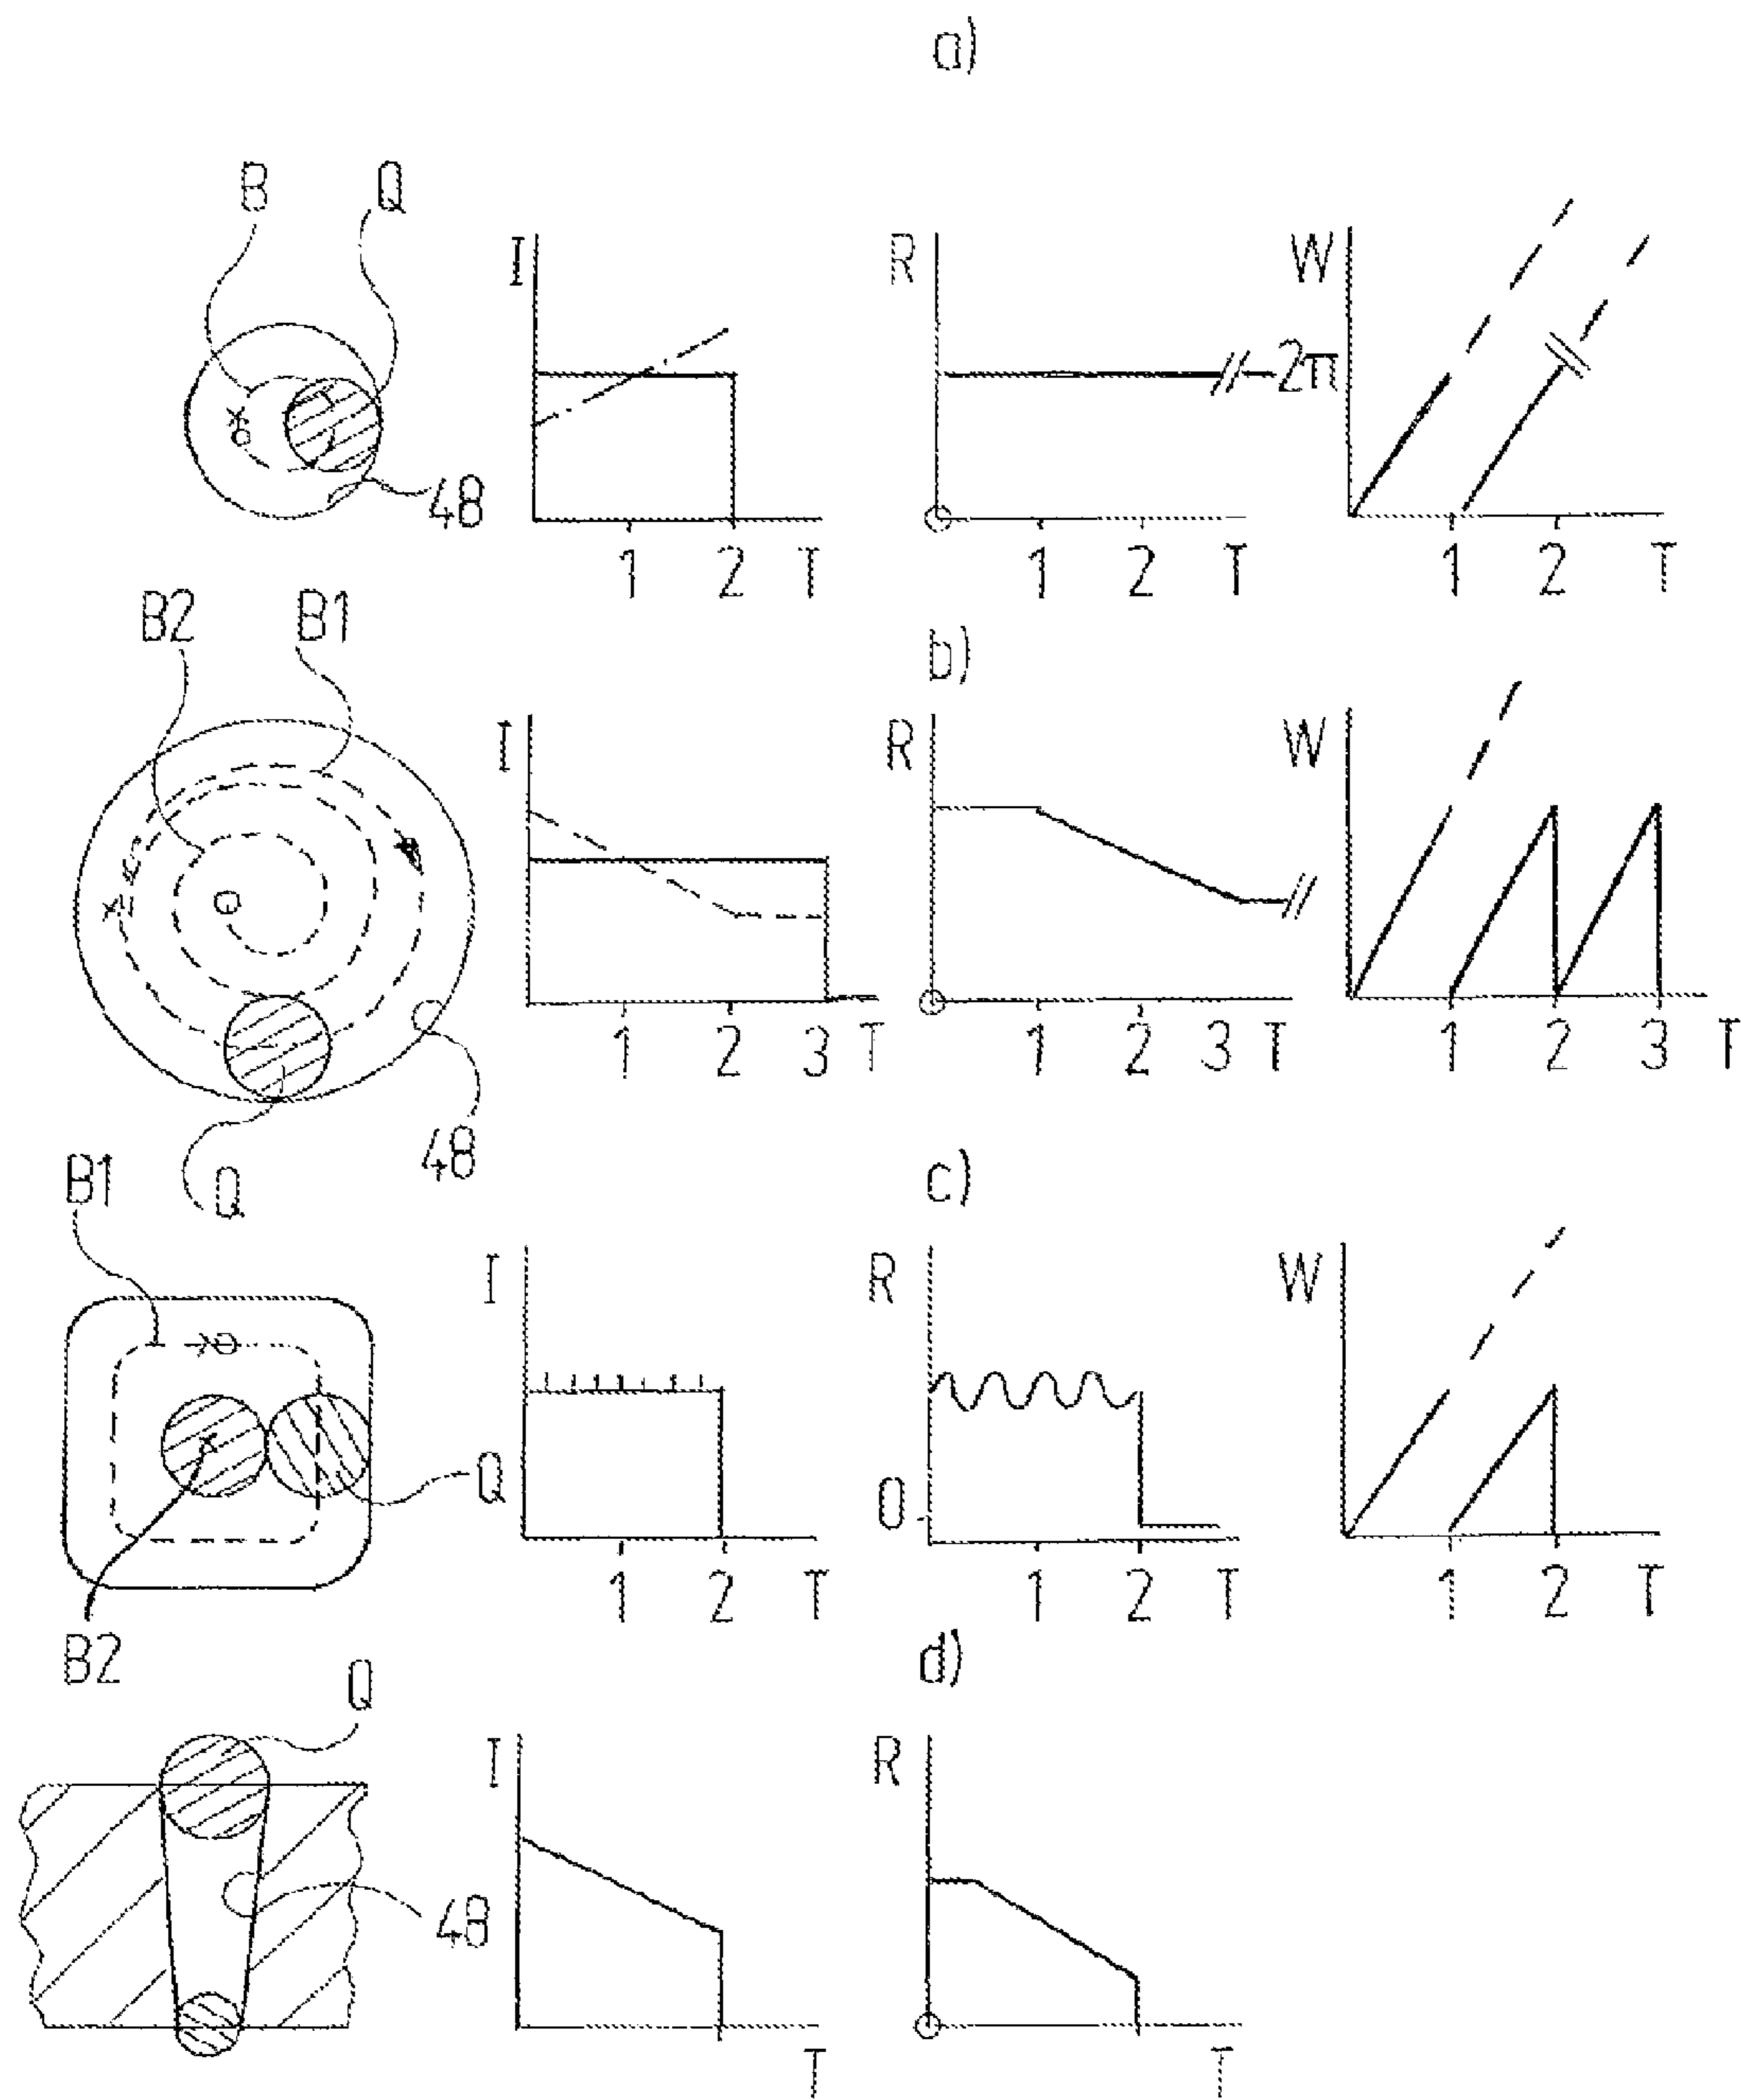 a)
B Q
I R W
2π
48
1 2 T 1 2 T 1 2 T
B2 B1
b)
I R W
1 2 3 T 1 2 3 T 1 2 3 T
48
Q
B1
c)
I R W
Q
0
1 2 T 1 2 T 1 2 T
B2
d)
Q
I R
48
T T